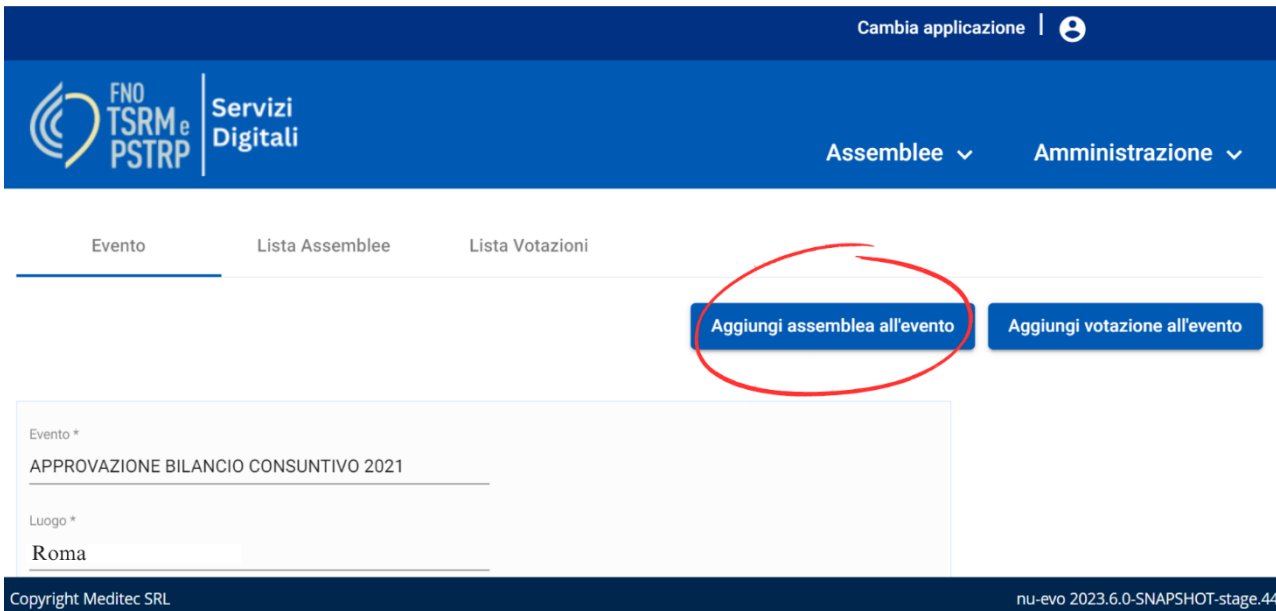 Cambia applicazione
FNO
TSRM e
PSTRP
Servizi
Digitali
Assemblee
Amministrazione
Evento
Lista Assemblee
Lista Votazioni
Aggiungi assemblea all'evento
Aggiungi votazione all'evento
Evento *
APPROVAZIONE BILANCIO CONSUNTIVO 2021
Luogo *
Roma
Copyright Meditec SRL
nu-evo 2023.6.0-SNAPSHOT-stage.44